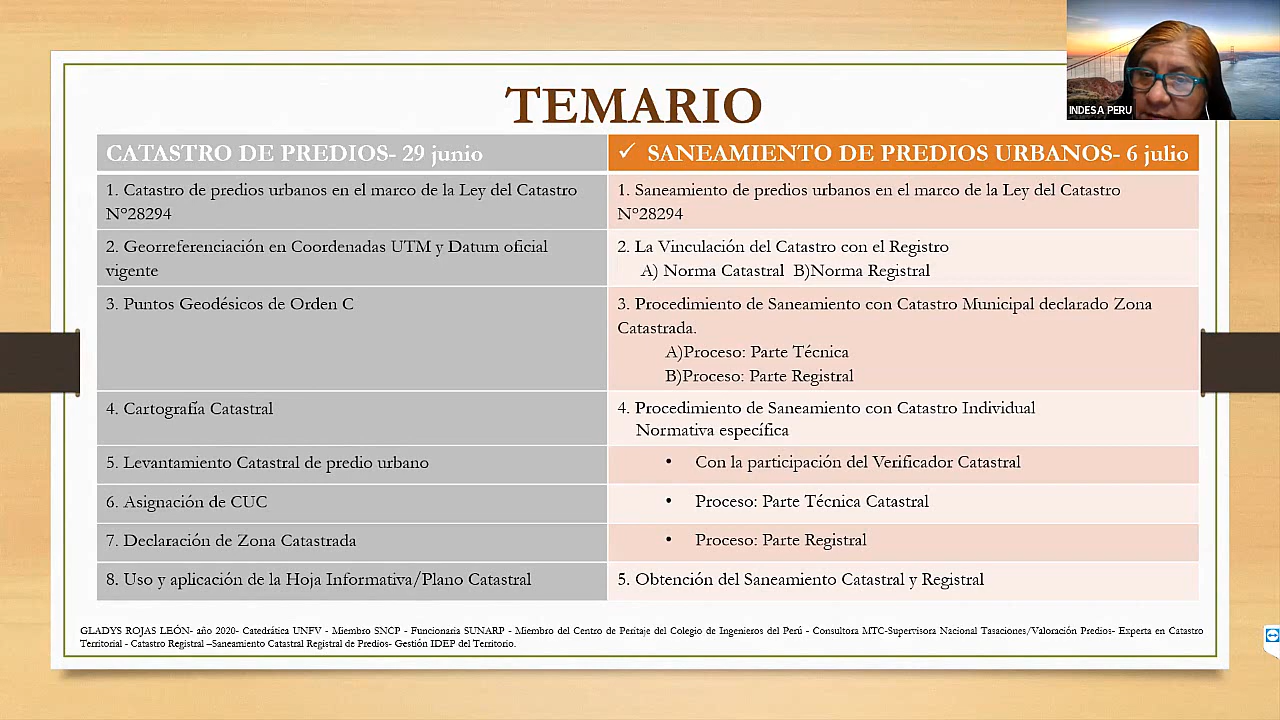 TEMARIO
INDESA PERU
CATASTRO DE PREDIOS- 29 junio
✓ SANEAMIENTO DE PREDIOS URBANOS- 6 julio
1. Catastro de predios urbanos en el marco de la Ley del Catastro
N°28294
1. Saneamiento de predios urbanos en el marco de la Ley del Catastro
N°28294
2. Georreferenciación en Coordenadas UTM y Datum oficial
vigente
2. La Vinculación del Catastro con el Registro
A) Norma Catastral B)Norma Registral
3. Puntos Geodésicos de Orden C
3. Procedimiento de Saneamiento con Catastro Municipal declarado Zona
Catastrada.
A)Proceso: Parte Técnica
B)Proceso: Parte Registral
4. Cartografía Catastral
4. Procedimiento de Saneamiento con Catastro Individual
Normativa específica
5. Levantamiento Catastral de predio urbano
• Con la participación del Verificador Catastral
6. Asignación de CUC
• Proceso: Parte Técnica Catastral
7. Declaración de Zona Catastrada
• Proceso: Parte Registral
8. Uso y aplicación de la Hoja Informativa/Plano Catastral
5. Obtención del Saneamiento Catastral y Registral
GLADYS ROJAS LEÓN- año 2020- Catedrática UNFV - Miembro SNCP - Funcionaria SUNARP - Miembro del Centro de Peritaje del Colegio de Ingenieros del Perú - Consultora MTC-Supervisora Nacional Tasaciones/Valoración Predios- Experta en Catastro
Territorial - Catastro Registral –Saneamiento Catastral Registral de Predios- Gestión IDEP del Territorio.